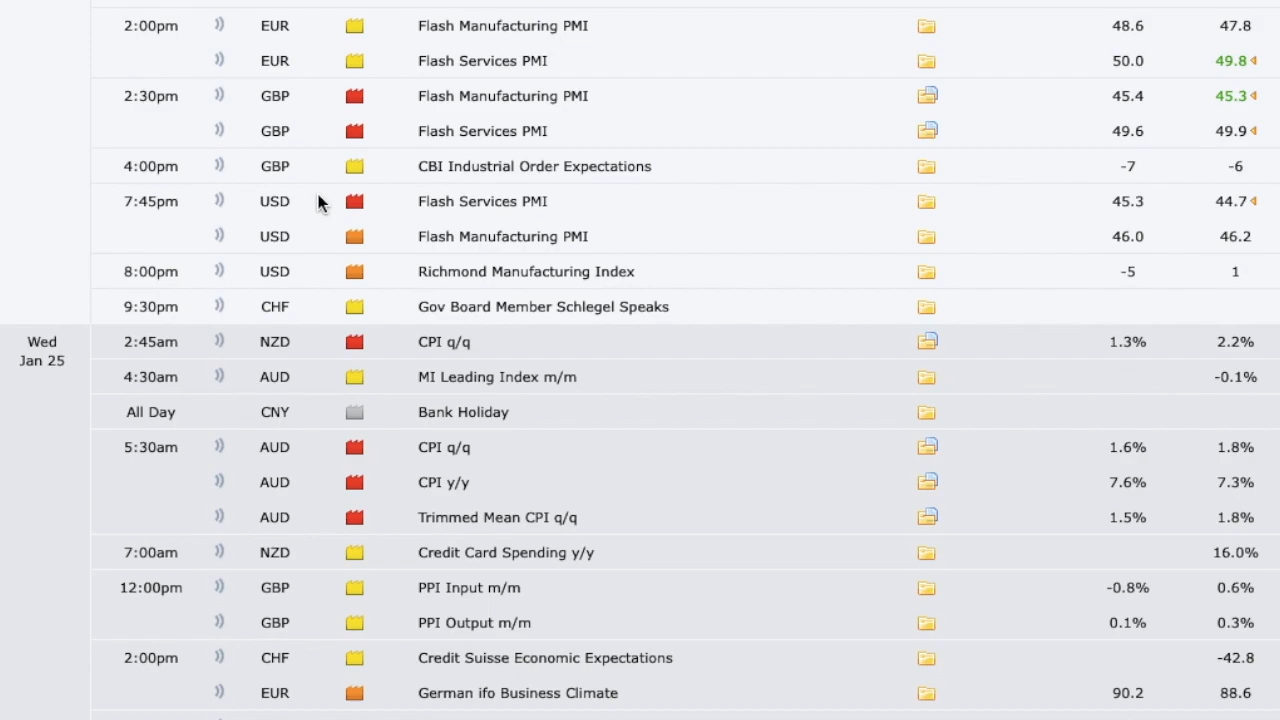 2:00pm EUR Flash Manufacturing PMI 48.6 47.8
EUR Flash Services PMI 50.0 49.8
2:30pm GBP Flash Manufacturing PMI 45.4 45.3
GBP Flash Services PMI 49.6 49.9
4:00pm GBP CBI Industrial Order Expectations -7 -6
7:45pm USD Flash Services PMI 45.3 44.7
USD Flash Manufacturing PMI 46.0 46.2
8:00pm USD Richmond Manufacturing Index -5 1
9:30pm CHF Gov Board Member Schlegel Speaks
Wed 2:45am NZD CPI q/q 1.3% 2.2%
Jan 25
4:30am AUD MI Leading Index m/m -0.1%
All Day CNY Bank Holiday
5:30am AUD CPI q/q 1.6% 1.8%
AUD CPI y/y 7.6% 7.3%
AUD Trimmed Mean CPI q/q 1.5% 1.8%
7:00am NZD Credit Card Spending y/y 16.0%
12:00pm GBP PPI Input m/m -0.8% 0.6%
GBP PPI Output m/m 0.1% 0.3%
2:00pm CHF Credit Suisse Economic Expectations -42.8
EUR German ifo Business Climate 90.2 88.6